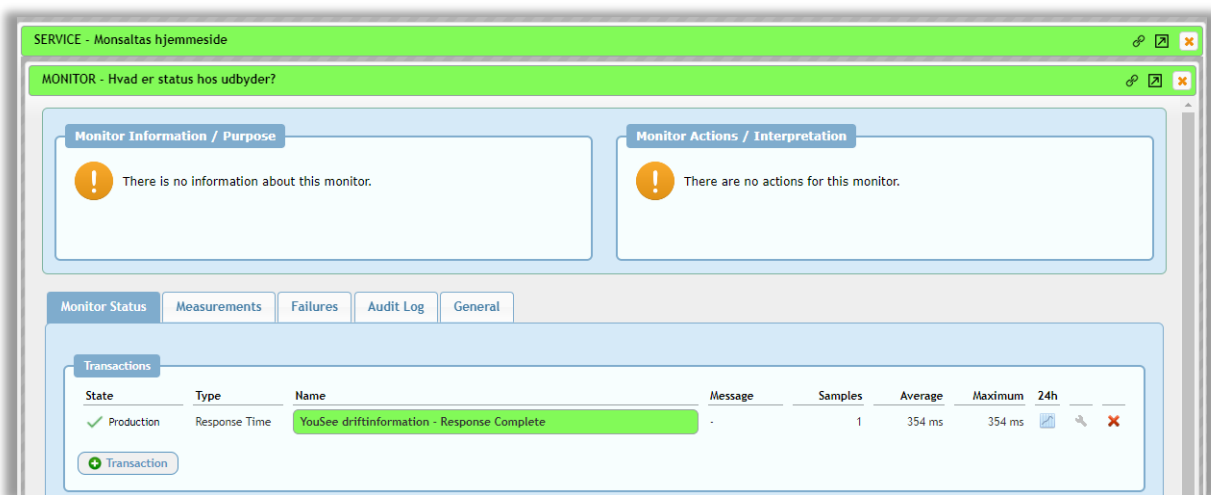 SERVICE - Monsaltas hjemmeside
MONITOR - Hvad er status hos udbyder?
Monitor Information / Purpose
There is no information about this monitor.
Monitor Actions / Interpretation
There are no actions for this monitor.
Monitor Status Measurements Failures Audit Log General
Transactions
State Type Name Message Samples Average Maximum 24h
Production Response Time YouSee driftinformation - Response Complete - 1 354 ms 354 ms
Transaction